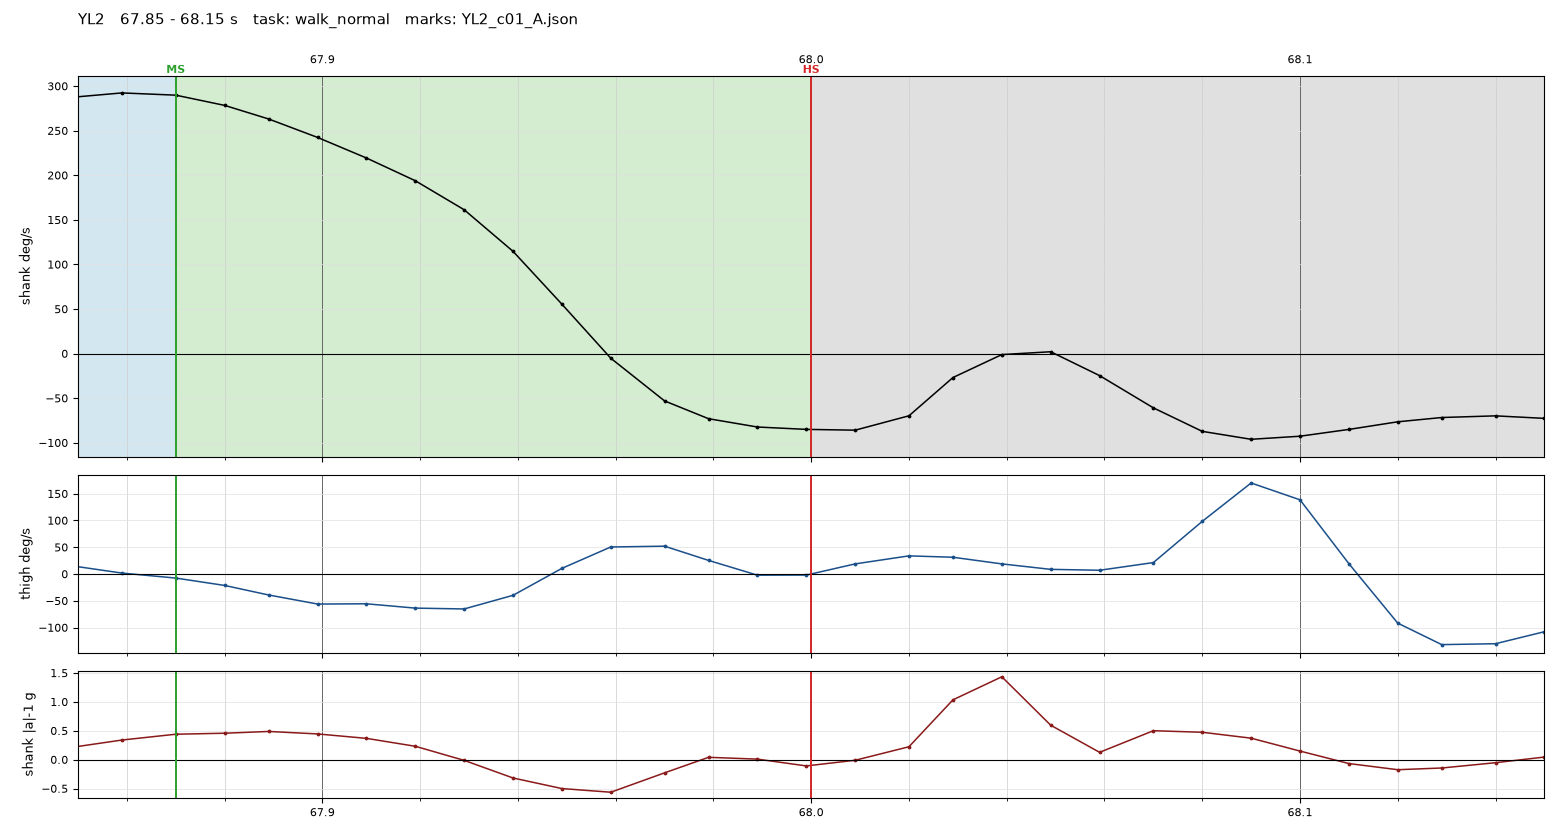 YL2   67.85 - 68.15 s   task: walk_normal   marks: YL2_c01_A.json
67.9 68.0 68.1
MS HS
300
250
200
150
100
50
0
−50
−100
shank deg/s
150
100
50
0
−50
−100
thigh deg/s
1.5
1.0
0.5
0.0
−0.5
shank |a|-1 g
67.9 68.0 68.1